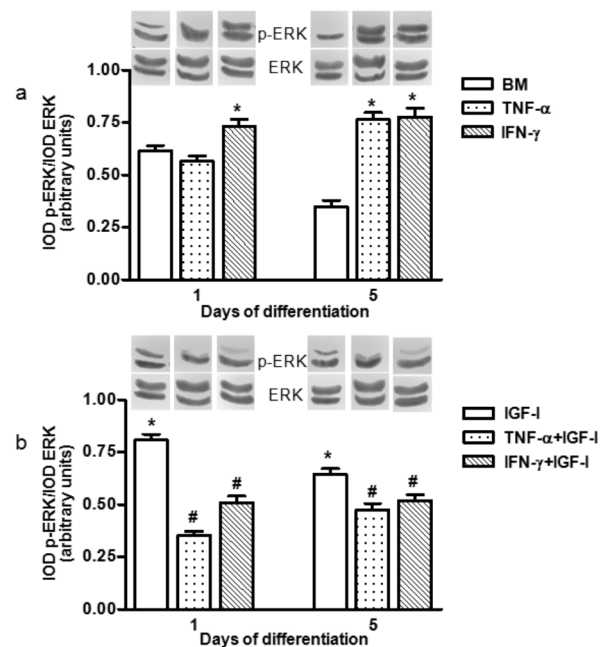 p-ERK
ERK
a
1.00
0.75
0.50
0.25
0.00
IOD p-ERK/IOD ERK
(arbitrary units)
*
*
*
BM
TNF-α
IFN-γ
1
5
Days of differentiation
p-ERK
ERK
b
1.00
0.75
0.50
0.25
0.00
IOD p-ERK/IOD ERK
(arbitrary units)
*
#
#
*
#
#
IGF-I
TNF-α+IGF-I
IFN-γ+IGF-I
1
5
Days of differentiation